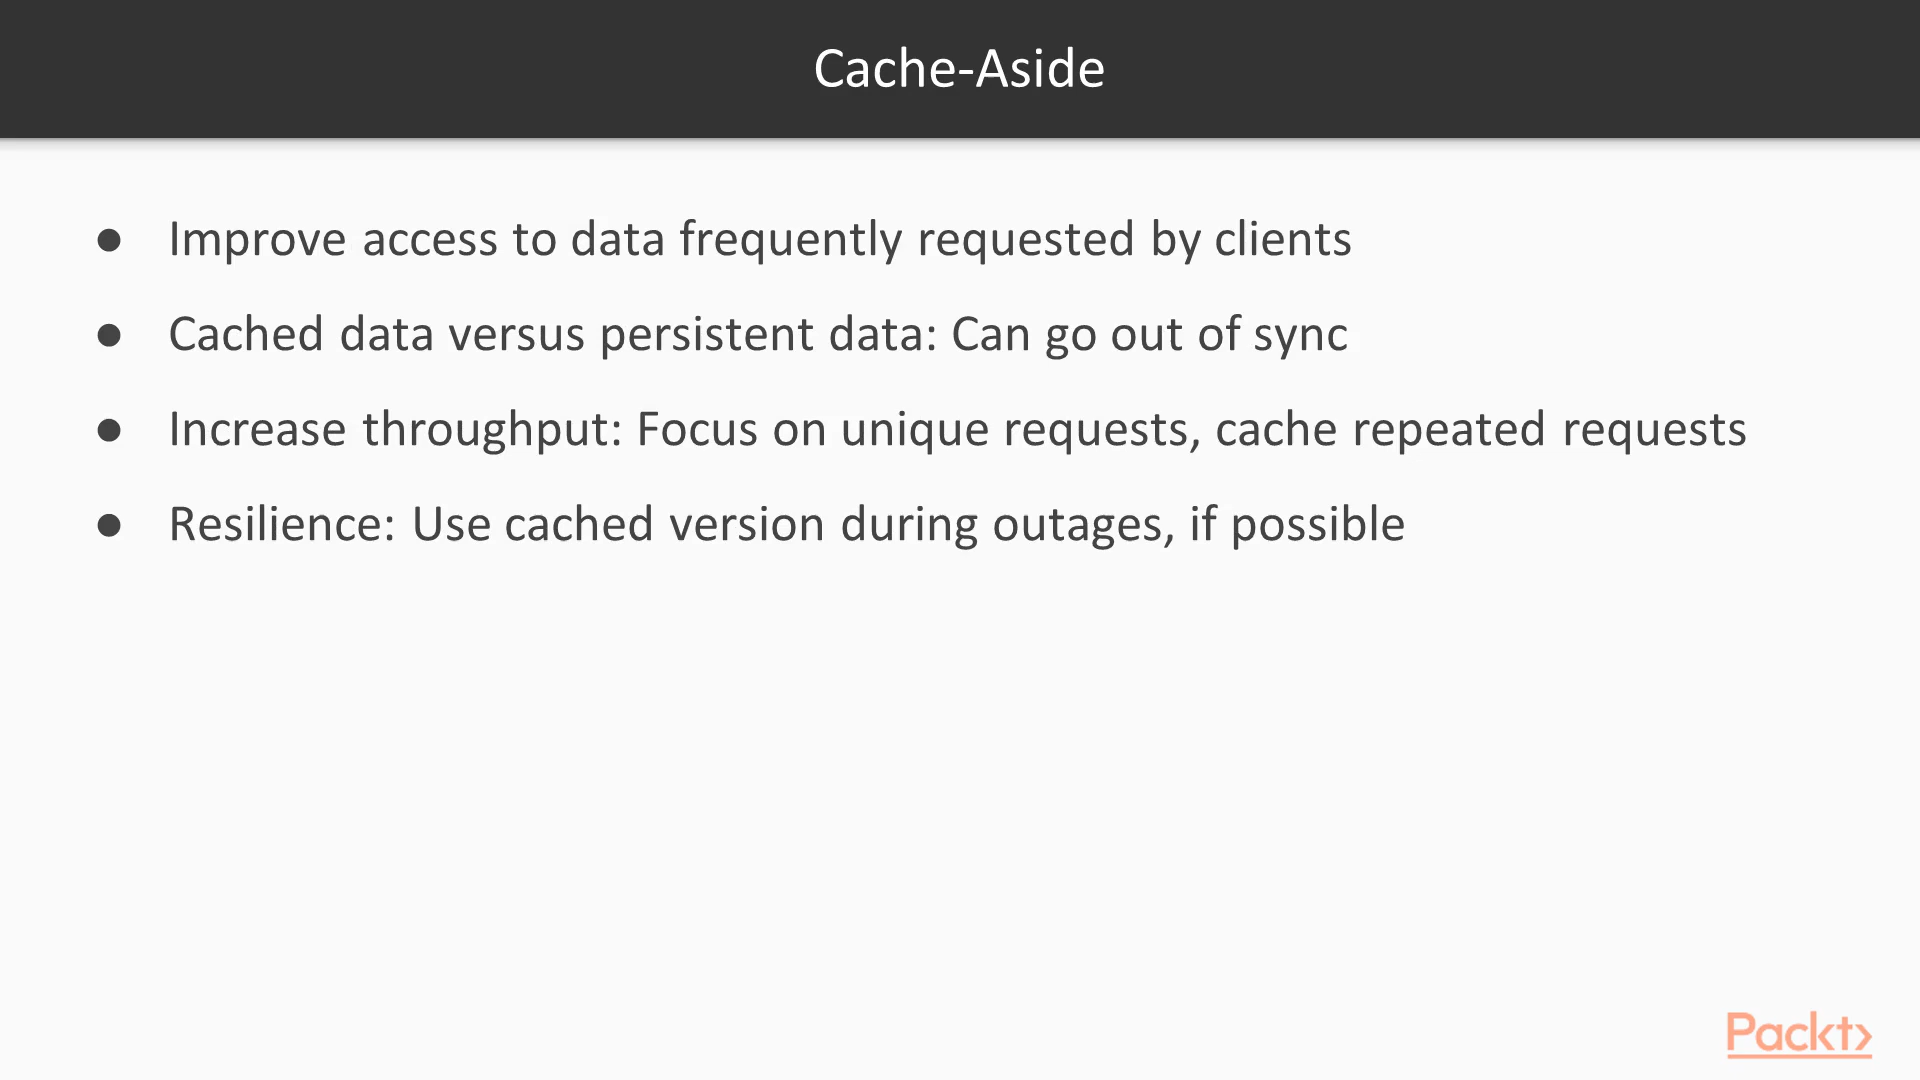 Cache-Aside
● Improve access to data frequently requested by clients
● Cached data versus persistent data: Can go out of sync
● Increase throughput: Focus on unique requests, cache repeated requests
● Resilience: Use cached version during outages, if possible
Packt>